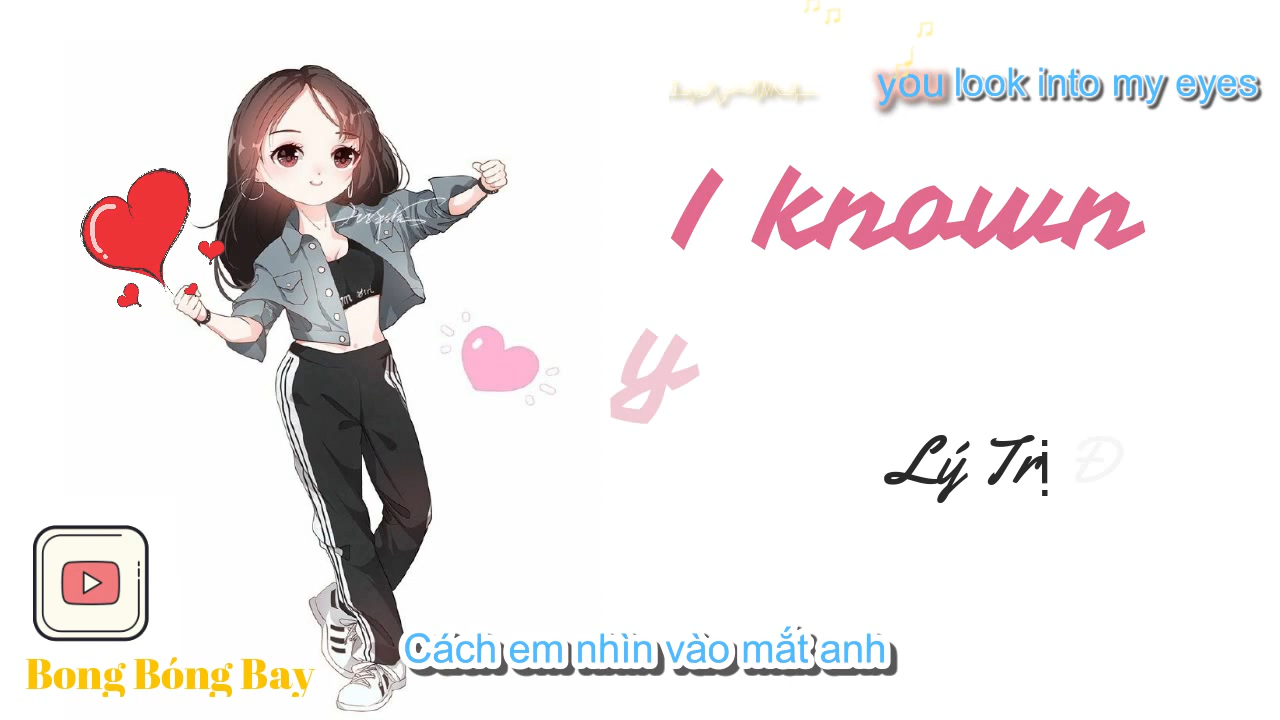 you look into my eyes
I known
y
Lý Trị Đ
Cách em nhìn vào mắt anh
Bong Bóng Bay